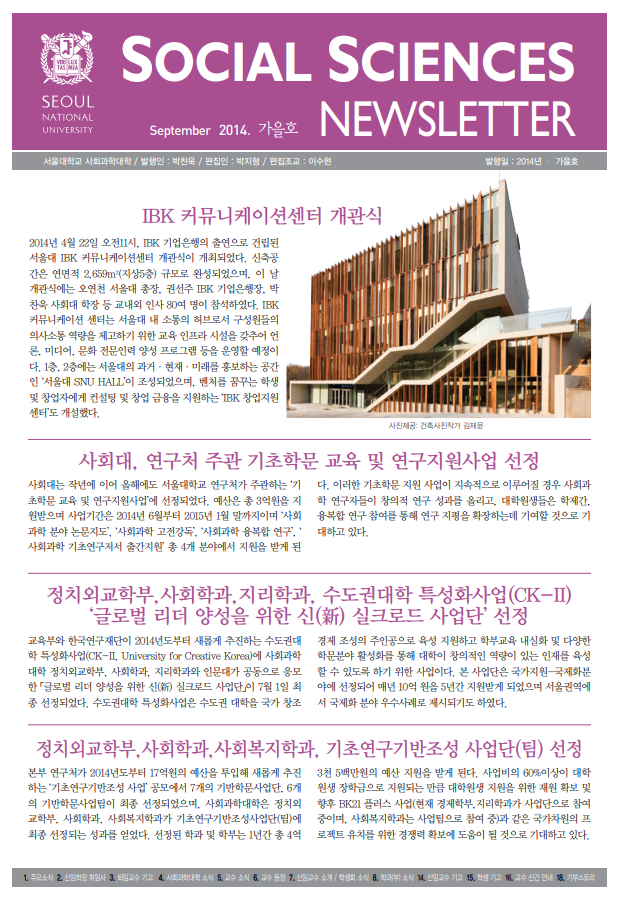 SOCIAL SCIENCES
NEWSLETTER
September 2014. 가을호
VERI LUX
TAS MEA
SEOUL
NATIONAL
UNIVERSITY
서울대학교 사회과학대학 / 발행인 : 박찬욱 / 편집인 : 박지형 / 편집조교 : 이수현
발행일 : 2014년 · 가을호
IBK 커뮤니케이션센터 개관식
2014년 4월 22일 오전11시, IBK 기업은행의 출연으로 건립된
서울대 IBK 커뮤니케이션센터 개관식이 개최되었다. 신축공
간은 연면적 2,659m²(지상5층) 규모로 완성되었으며, 이 날
개관식에는 오연천 서울대 총장, 권선주 IBK 기업은행장, 박
찬욱 사회대 학장 등 교내외 인사 80여 명이 참석하였다. IBK
커뮤니케이션 센터는 서울대 내 소통의 허브로서 구성원들의
의사소통 역량을 제고하기 위한 교육 인프라 시설을 갖추어 언
론, 미디어, 문화 전문인력 양성 프로그램 등을 운영할 예정이
다. 1층, 2층에는 서울대의 과거 · 현재 · 미래를 홍보하는 공간
인 ‘서울대 SNU HALL’이 조성되었으며, 벤처를 꿈꾸는 학생
및 창업자에게 컨설팅 및 창업 금융을 지원하는 ‘IBK 창업지원
센터’도 개설했다.
사진제공: 건축사진작가 김재윤
사회대, 연구처 주관 기초학문 교육 및 연구지원사업 선정
사회대는 작년에 이어 올해에도 서울대학교 연구처가 주관하는 ‘기
초학문 교육 및 연구지원사업’에 선정되었다. 예산은 총 3억원을 지
원받으며 사업기간은 2014년 6월부터 2015년 1월 말까지이며 ‘사회
과학 분야 논문지도’, ‘사회과학 고전강독’, ‘사회과학 융복합 연구’, ‘
사회과학 기초연구저서 출간지원’ 총 4개 분야에서 지원을 받게 된
다. 이러한 기초학문 지원 사업이 지속적으로 이루어질 경우 사회과
학 연구자들이 창의적 연구 성과를 올리고, 대학원생들은 학제간,
융복합 연구 참여를 통해 연구 지평을 확장하는데 기여할 것으로 기
대하고 있다.
정치외교학부,사회학과,지리학과, 수도권대학 특성화사업(CK-II)
‘글로벌 리더 양성을 위한 신(新) 실크로드 사업단’ 선정
교육부와 한국연구재단이 2014년도부터 새롭게 추진하는 수도권대
학 특성화사업(CK-II, University for Creative Korea)에 사회과학
대학 정치외교학부, 사회학과, 지리학과와 인문대가 공동으로 응모
한 「글로벌 리더 양성을 위한 신(新) 실크로드 사업단」이 7월 1일 최
종 선정되었다. 수도권대학 특성화사업은 수도권 대학을 국가 창조
경제 조성의 주인공으로 육성 지원하고 학부교육 내실화 및 다양한
학문분야 활성화를 통해 대학이 창의적인 역량이 있는 인재를 육성
할 수 있도록 하기 위한 사업이다. 본 사업단은 국가지원-국제화분
야에 선정되어 매년 10억 원을 5년간 지원받게 되었으며 서울권역에
서 국제화 분야 우수사례로 제시되기도 하였다.
정치외교학부,사회학과,사회복지학과, 기초연구기반조성 사업단(팀) 선정
본부 연구처가 2014년도부터 17억원의 예산을 투입해 새롭게 추진
하는 ‘기초연구기반조성 사업’ 공모에서 7개의 기반학문사업단, 6개
의 기반학문사업팀이 최종 선정되었으며, 사회과학대학은 정치외
교학부, 사회학과, 사회복지학과가 기초연구기반조성사업단(팀)에
최종 선정되는 성과를 얻었다. 선정된 학과 및 학부는 1년간 총 4억
3천 5백만원의 예산 지원을 받게 된다. 사업비의 60%이상이 대학
원생 장학금으로 지원되는 만큼 대학원생 지원을 위한 재원 확보 및
향후 BK21 플러스 사업(현재 경제학부,지리학과가 사업단으로 참여
중이며, 사회복지학과는 사업팀으로 참여 중)과 같은 국가차원의 프
로젝트 유치를 위한 경쟁력 확보에 도움이 될 것으로 기대하고 있다.
1. 주요소식 2. 신임학장 취임사 3. 퇴임교수 기고 4. 사회과학대학 소식 5. 교수 소식 6. 교수 동정 7. 신임교수 소개 / 학생회 소식 8. 학과(부) 소식 14. 신임교수 기고 15. 학생 기고 16. 교수 신간 안내 18. 기부스토리